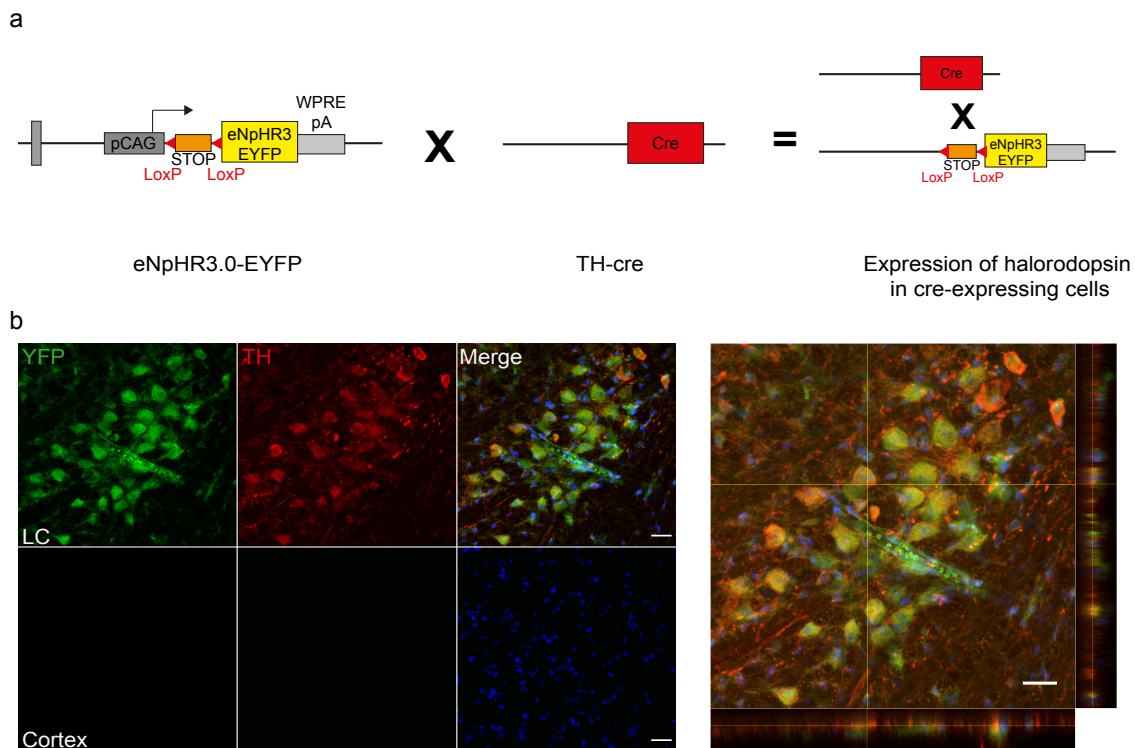 a
WPRE
pA
pCAG
STOP
eNpHR3
EYFP
LoxP
LoxP
X
Cre
=
Cre
X
STOP
eNpHR3
EYFP
LoxP
LoxP
eNpHR3.0-EYFP
TH-cre
Expression of halorodopsin
in cre-expressing cells
b
YFP
TH
Merge
LC
Cortex